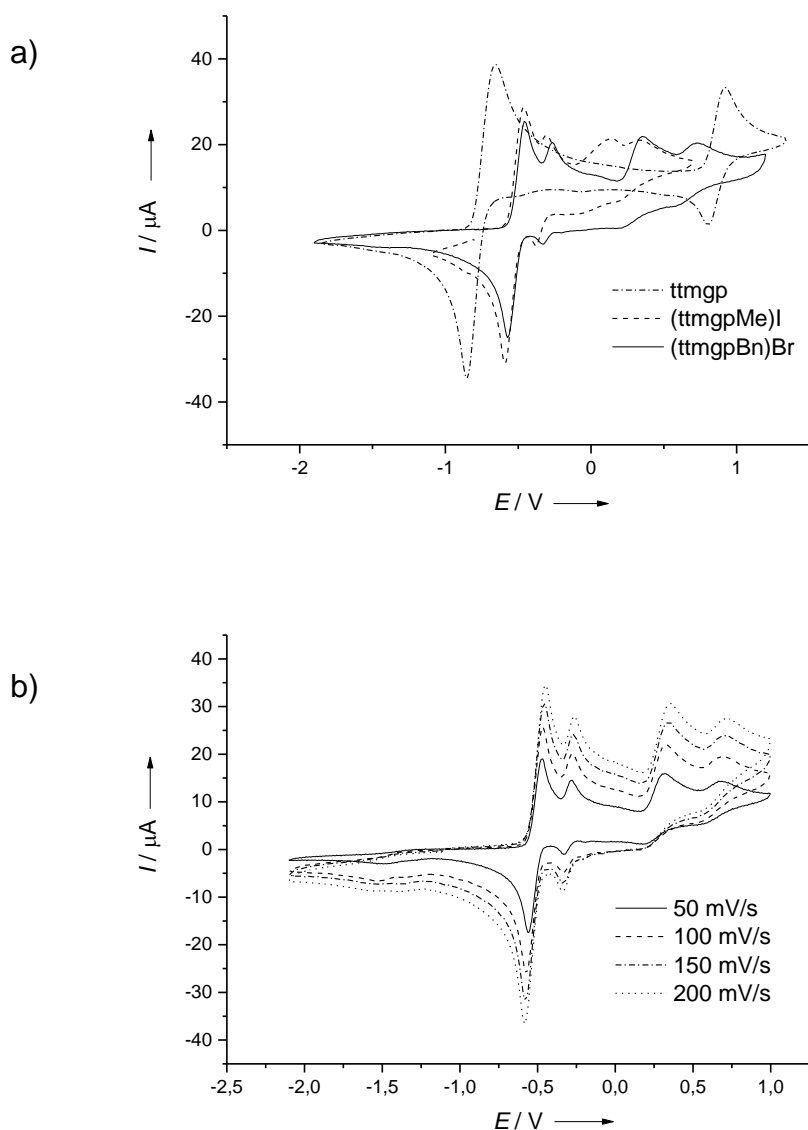 a)
40
20
0
-20
-40
I / µA
-2 -1 0 1
E / V
ttmgp
(ttmgpMe)I
(ttmgpBn)Br
b)
40
30
20
10
0
-10
-20
-30
-40
I / µA
-2,5 -2,0 -1,5 -1,0 -0,5 0,0 0,5 1,0
E / V
50 mV/s
100 mV/s
150 mV/s
200 mV/s